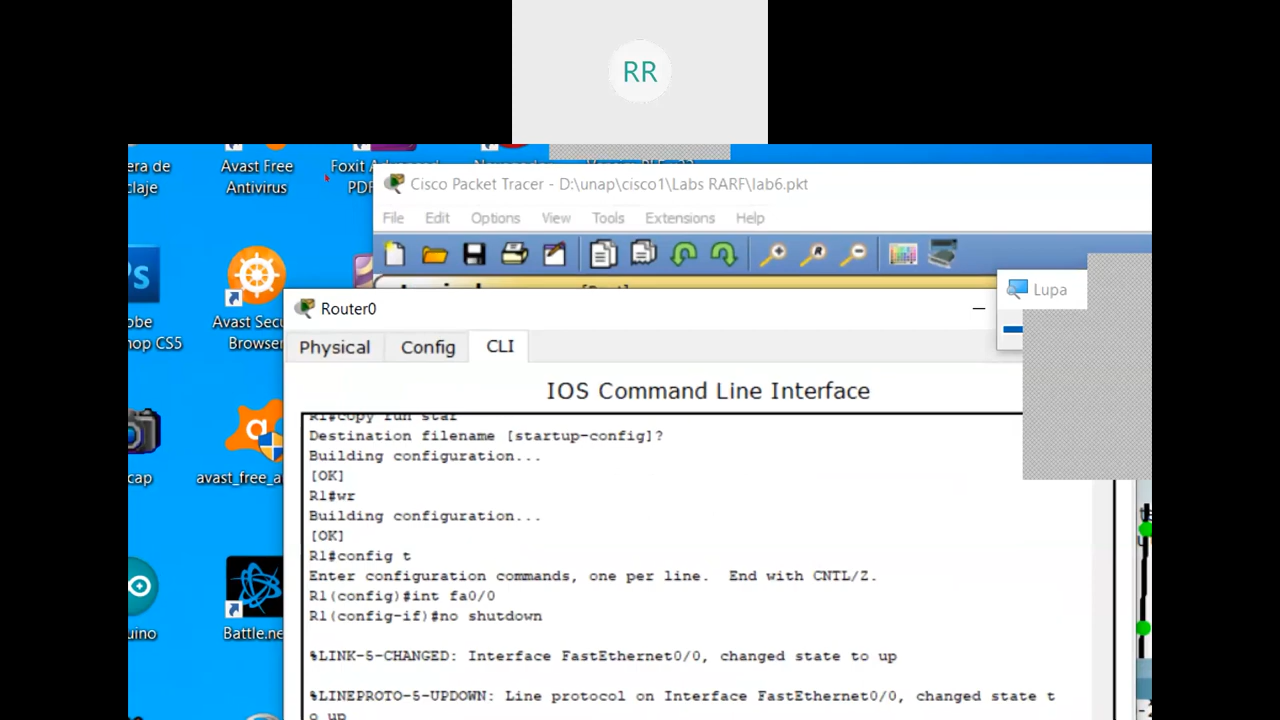 RR
era de
claje
Avast Free
Antivirus
Foxit Advanced
PDF
Cisco Packet Tracer - D:\unap\cisco1\Labs RARF\lab6.pkt
File Edit Options View Tools Extensions Help
Lupa
Router0
Physical Config CLI
IOS Command Line Interface
R1#copy run star
Destination filename [startup-config]?
Building configuration...
[OK]
R1#wr
Building configuration...
[OK]
R1#config t
Enter configuration commands, one per line.  End with CNTL/Z.
R1(config)#int fa0/0
R1(config-if)#no shutdown
%LINK-5-CHANGED: Interface FastEthernet0/0, changed state to up
%LINEPROTO-5-UPDOWN: Line protocol on Interface FastEthernet0/0, changed state t
o up
s
obe
hop CS5
Avast Secu
Browser
cap
avast_free_a
uino
Battle.ne